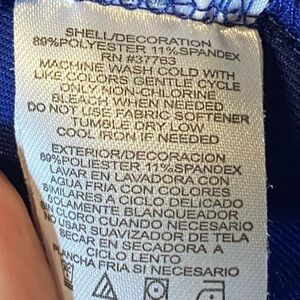 SHELL/DECORATION
89%POLYESTER 11%SPANDEX
RN #37763
MACHINE WASH COLD WITH
LIKE COLORS GENTLE CYCLE
ONLY NON-CHLORINE
BLEACH WHEN NEEDED
DO NOT USE FABRIC SOFTENER
TUMBLE DRY LOW
COOL IRON IF NEEDED
EXTERIOR/DECORACION
89%POLIESTER 11%SPANDEX
LAVAR EN LAVADORA CON
AGUA FRIA CON COLORES
SIMILARES A CICLO DELICADO
SOLAMENTE BLANQUEADOR
SIN CLORO CUANDO NECESARIO
NO USAR SUAVIZADOR DE TELA
SECAR EN SECADORA A
CICLO LENTO
PLANCHA FRIA SI NECESARIO